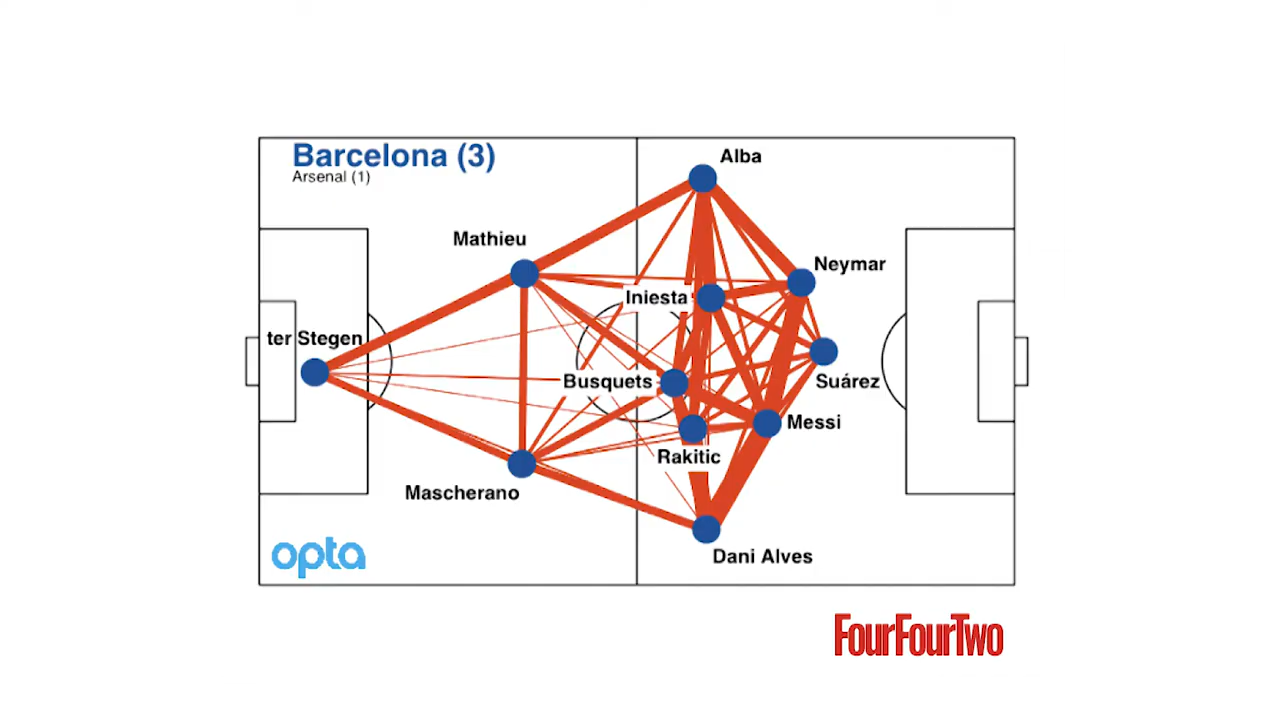 Barcelona (3)
Arsenal (1)
Alba
Mathieu
Neymar
Iniesta
ter Stegen
Busquets
Suárez
Messi
Rakitic
Mascherano
Dani Alves
opta
FourFourTwo